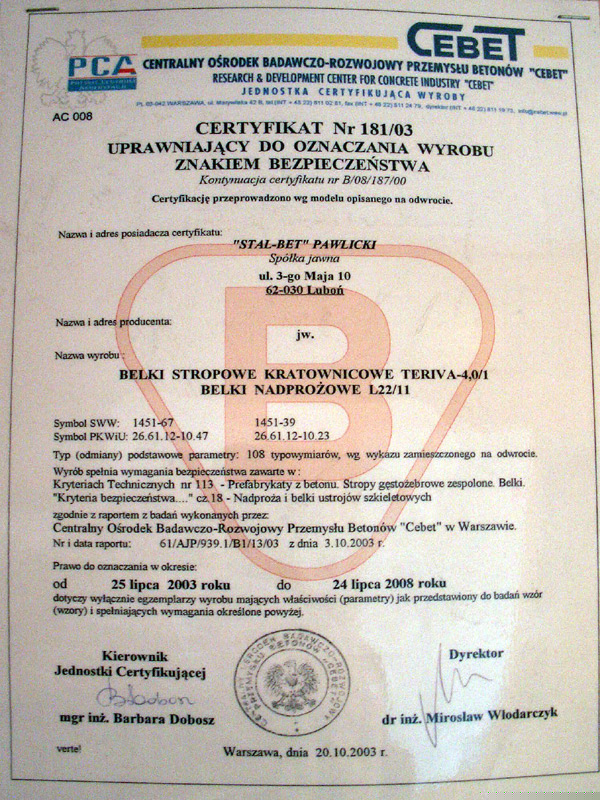 CEBET
PCA
POLSKIE CENTRUM
AKREDYTACJI
CENTRALNY OŚRODEK BADAWCZO-ROZWOJOWY PRZEMYSŁU BETONÓW "CEBET"
RESEARCH & DEVELOPMENT CENTER FOR CONCRETE INDUSTRY "CEBET"
JEDNOSTKA CERTYFIKUJĄCA WYROBY
AC 008
CERTYFIKAT Nr 181/03
UPRAWNIAJĄCY DO OZNACZANIA WYROBU
ZNAKIEM BEZPIECZEŃSTWA
Kontynuacja certyfikatu nr B/08/187/00
Certyfikację przeprowadzono wg modelu opisanego na odwrocie.
Nazwa i adres posiadacza certyfikatu:
"STAL-BET" PAWLICKI
Spółka jawna
ul. 3-go Maja 10
62-030 Luboń
Nazwa i adres producenta:
jw.
Nazwa wyrobu :
BELKI STROPOWE KRATOWNICOWE TERIVA-4,0/1
BELKI NADPROŻOWE L22/11
Symbol SWW: 1451-67 1451-39
Symbol PKWiU: 26.61.12-10.47 26.61.12-10.23
Typ (odmiany) podstawowe parametry: 108 typowymiarów, wg wykazu zamieszczonego na odwrocie.
Wyrób spełnia wymagania bezpieczeństwa zawarte w :
Kryteriach Technicznych nr 113 - Prefabrykaty z betonu. Stropy gęstożebrowe zespolone. Belki.
"Kryteria bezpieczeństwa...." cz.18 - Nadproża i belki ustrojów szkieletowych
zgodnie z raportem z badań wykonanych przez:
Centralny Ośrodek Badawczo-Rozwojowy Przemysłu Betonów "Cebet" w Warszawie.
Nr i data raportu: 61/AJP/939.1/B1/13/03 z dnia 3.10.2003 r.
Prawo do oznaczania w okresie:
od 25 lipca 2003 roku do 24 lipca 2008 roku
dotyczy wyłącznie egzemplarzy wyrobu mających właściwości (parametry) jak przedstawiony do badań wzór
(wzory) i spełniających wymagania określone powyżej.
Kierownik
Jednostki Certyfikującej
Dyrektor
mgr inż. Barbara Dobosz
dr inż. Mirosław Włodarczyk
verte!
Warszawa, dnia 20.10.2003 r.